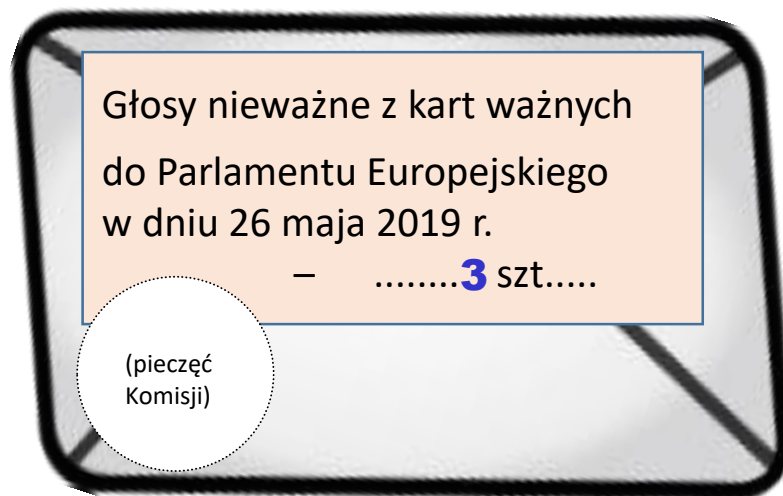 Głosy nieważne z kart ważnych
do Parlamentu Europejskiego
w dniu 26 maja 2019 r.
– ........3 szt.....
(pieczęć
Komisji)